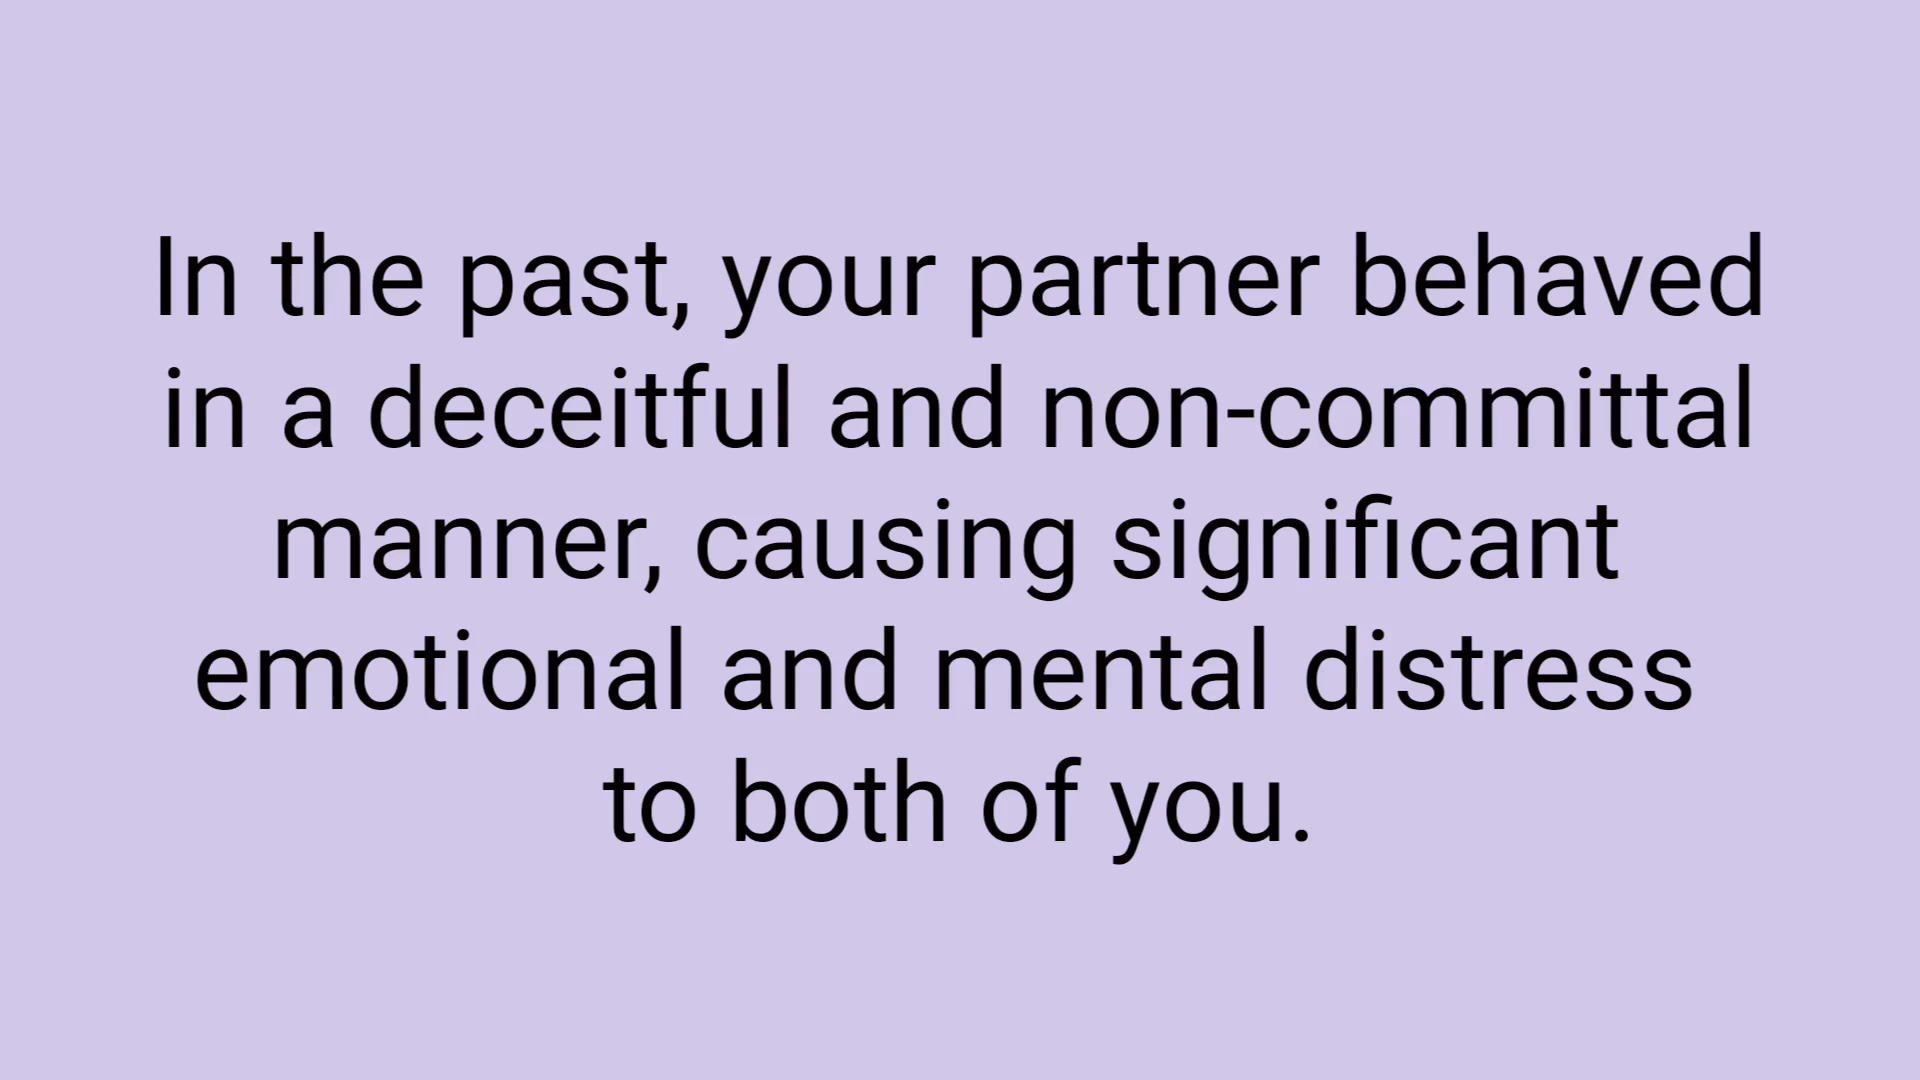 In the past, your partner behaved
in a deceitful and non-committal
manner, causing significant
emotional and mental distress
to both of you.